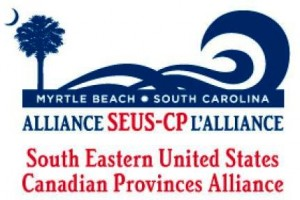 MYRTLE BEACH • SOUTH CAROLINA
ALLIANCE SEUS-CP L'ALLIANCE
South Eastern United States
Canadian Provinces Alliance